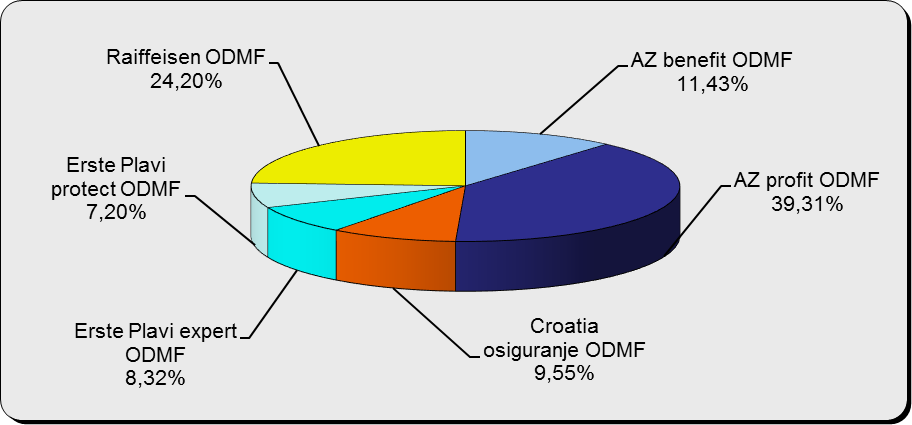 Raiffeisen ODMF
24,20%
AZ benefit ODMF
11,43%
Erste Plavi
protect ODMF
7,20%
AZ profit ODMF
39,31%
Erste Plavi expert
ODMF
8,32%
Croatia
osiguranje ODMF
9,55%